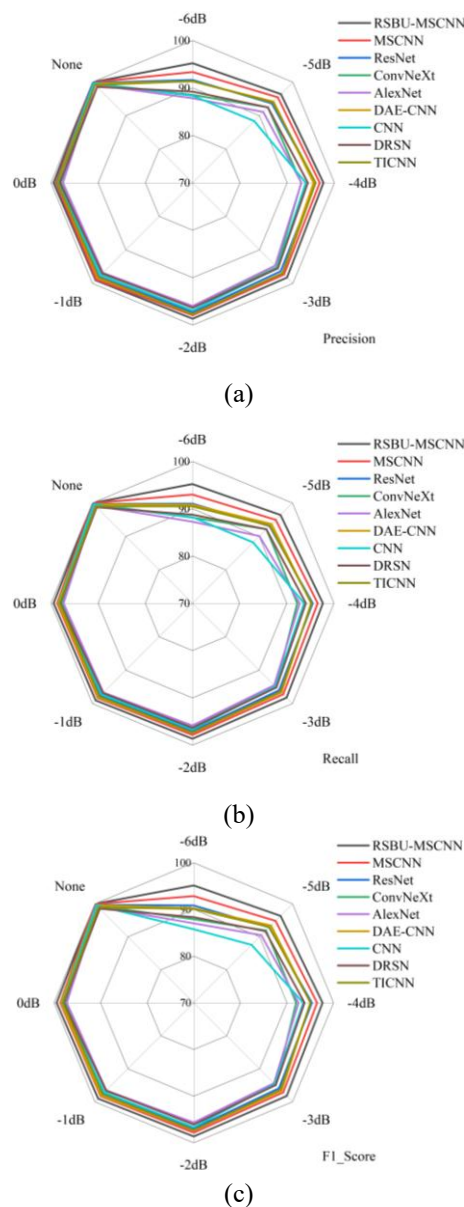 -6dB
100
None
-5dB
90
80
0dB
70
-4dB
-1dB
-3dB
-2dB
RSBU-MSCNN
MSCNN
ResNet
ConvNeXt
AlexNet
DAE-CNN
CNN
DRSN
TICNN
Precision
(a)
-6dB
100
None
-5dB
90
80
0dB
70
-4dB
-1dB
-3dB
-2dB
RSBU-MSCNN
MSCNN
ResNet
ConvNeXt
AlexNet
DAE-CNN
CNN
DRSN
TICNN
Recall
(b)
-6dB
100
None
-5dB
90
80
0dB
70
-4dB
-1dB
-3dB
-2dB
RSBU-MSCNN
MSCNN
ResNet
ConvNeXt
AlexNet
DAE-CNN
CNN
DRSN
TICNN
F1_Score
(c)